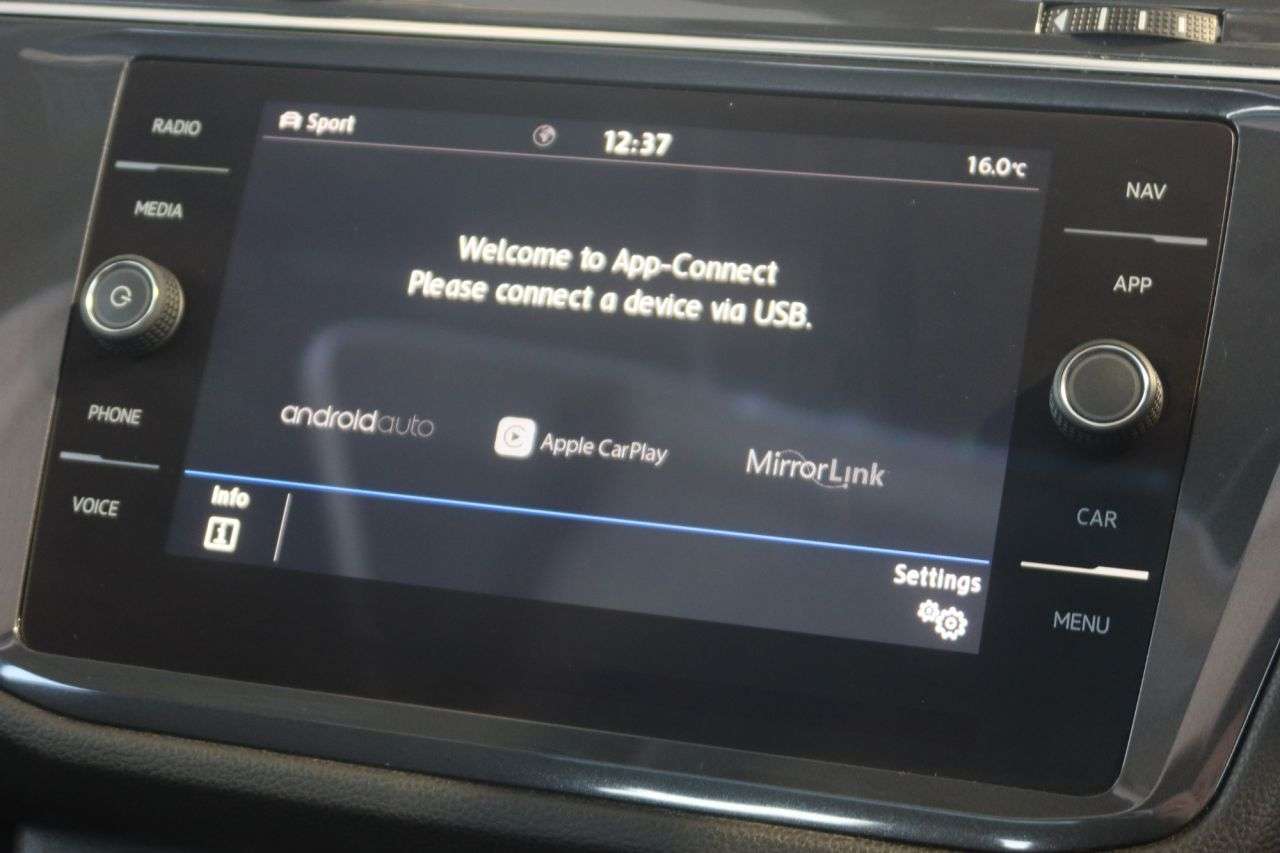 RADIO
MEDIA
PHONE
VOICE
Sport
12:37
16.0°C
Welcome to App-Connect
Please connect a device via USB.
androidauto
Apple CarPlay
MirrorLink
Info
Settings
NAV
APP
CAR
MENU